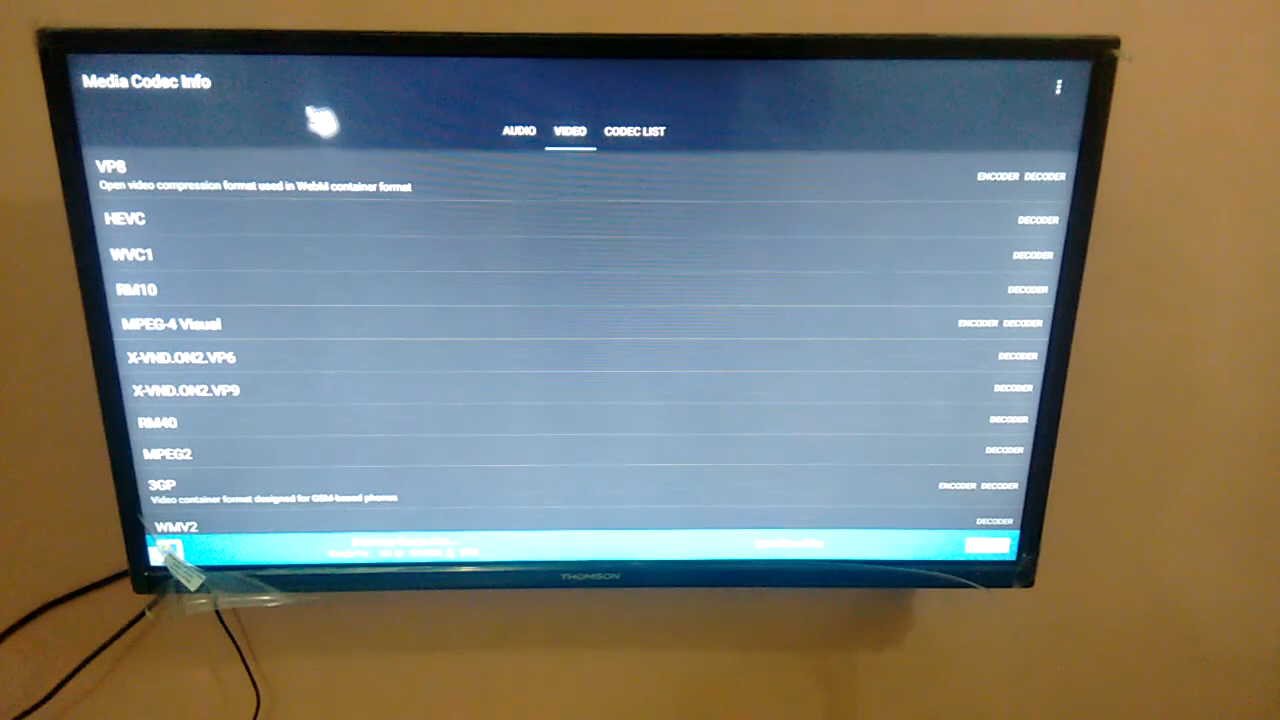 Media Codec Info
AUDIO VIDEO CODEC LIST
VP8
Open video compression format used in WebM container format
ENCODER DECODER
HEVC DECODER
WVC1 DECODER
RM10 DECODER
MPEG-4 Visual ENCODER DECODER
X-VND.ON2.VP6 DECODER
X-VND.ON2.VP9 DECODER
RM40 DECODER
MPEG2 DECODER
3GP
Video container format designed for GSM-based phones
ENCODER DECODER
WMV2 DECODER
THOMSON